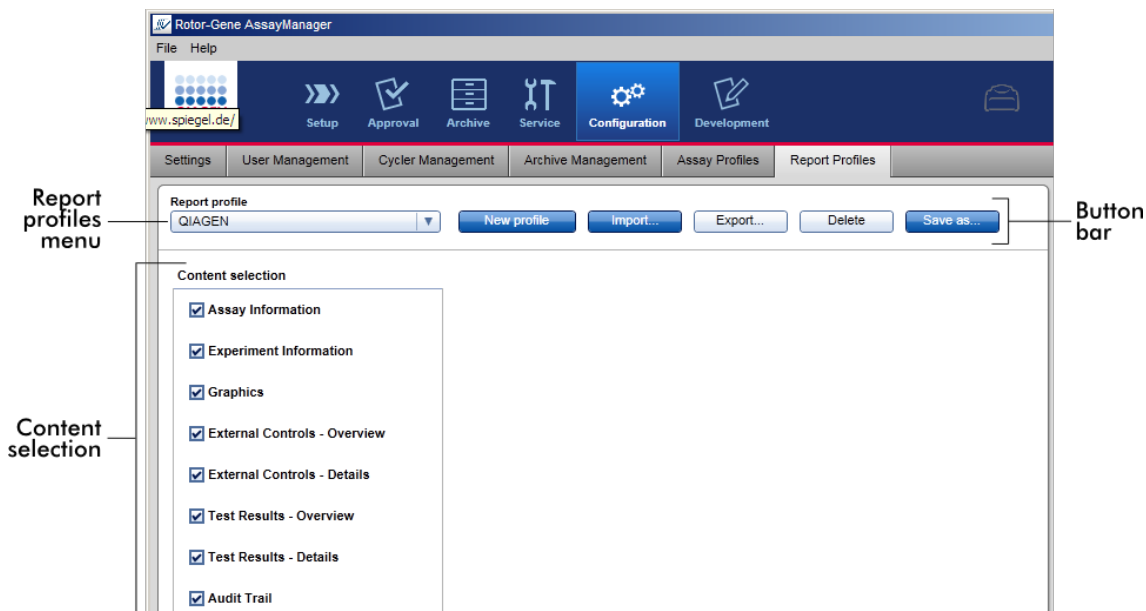 Rotor-Gene AssayManager
File Help
www.spiegel.de/
Setup Approval Archive Service Configuration Development
Settings User Management Cycler Management Archive Management Assay Profiles Report Profiles
Report profiles menu
Report profile
QIAGEN New profile Import... Export... Delete Save as...
Button bar
Content selection
Content selection
Assay Information
Experiment Information
Graphics
External Controls - Overview
External Controls - Details
Test Results - Overview
Test Results - Details
Audit Trail